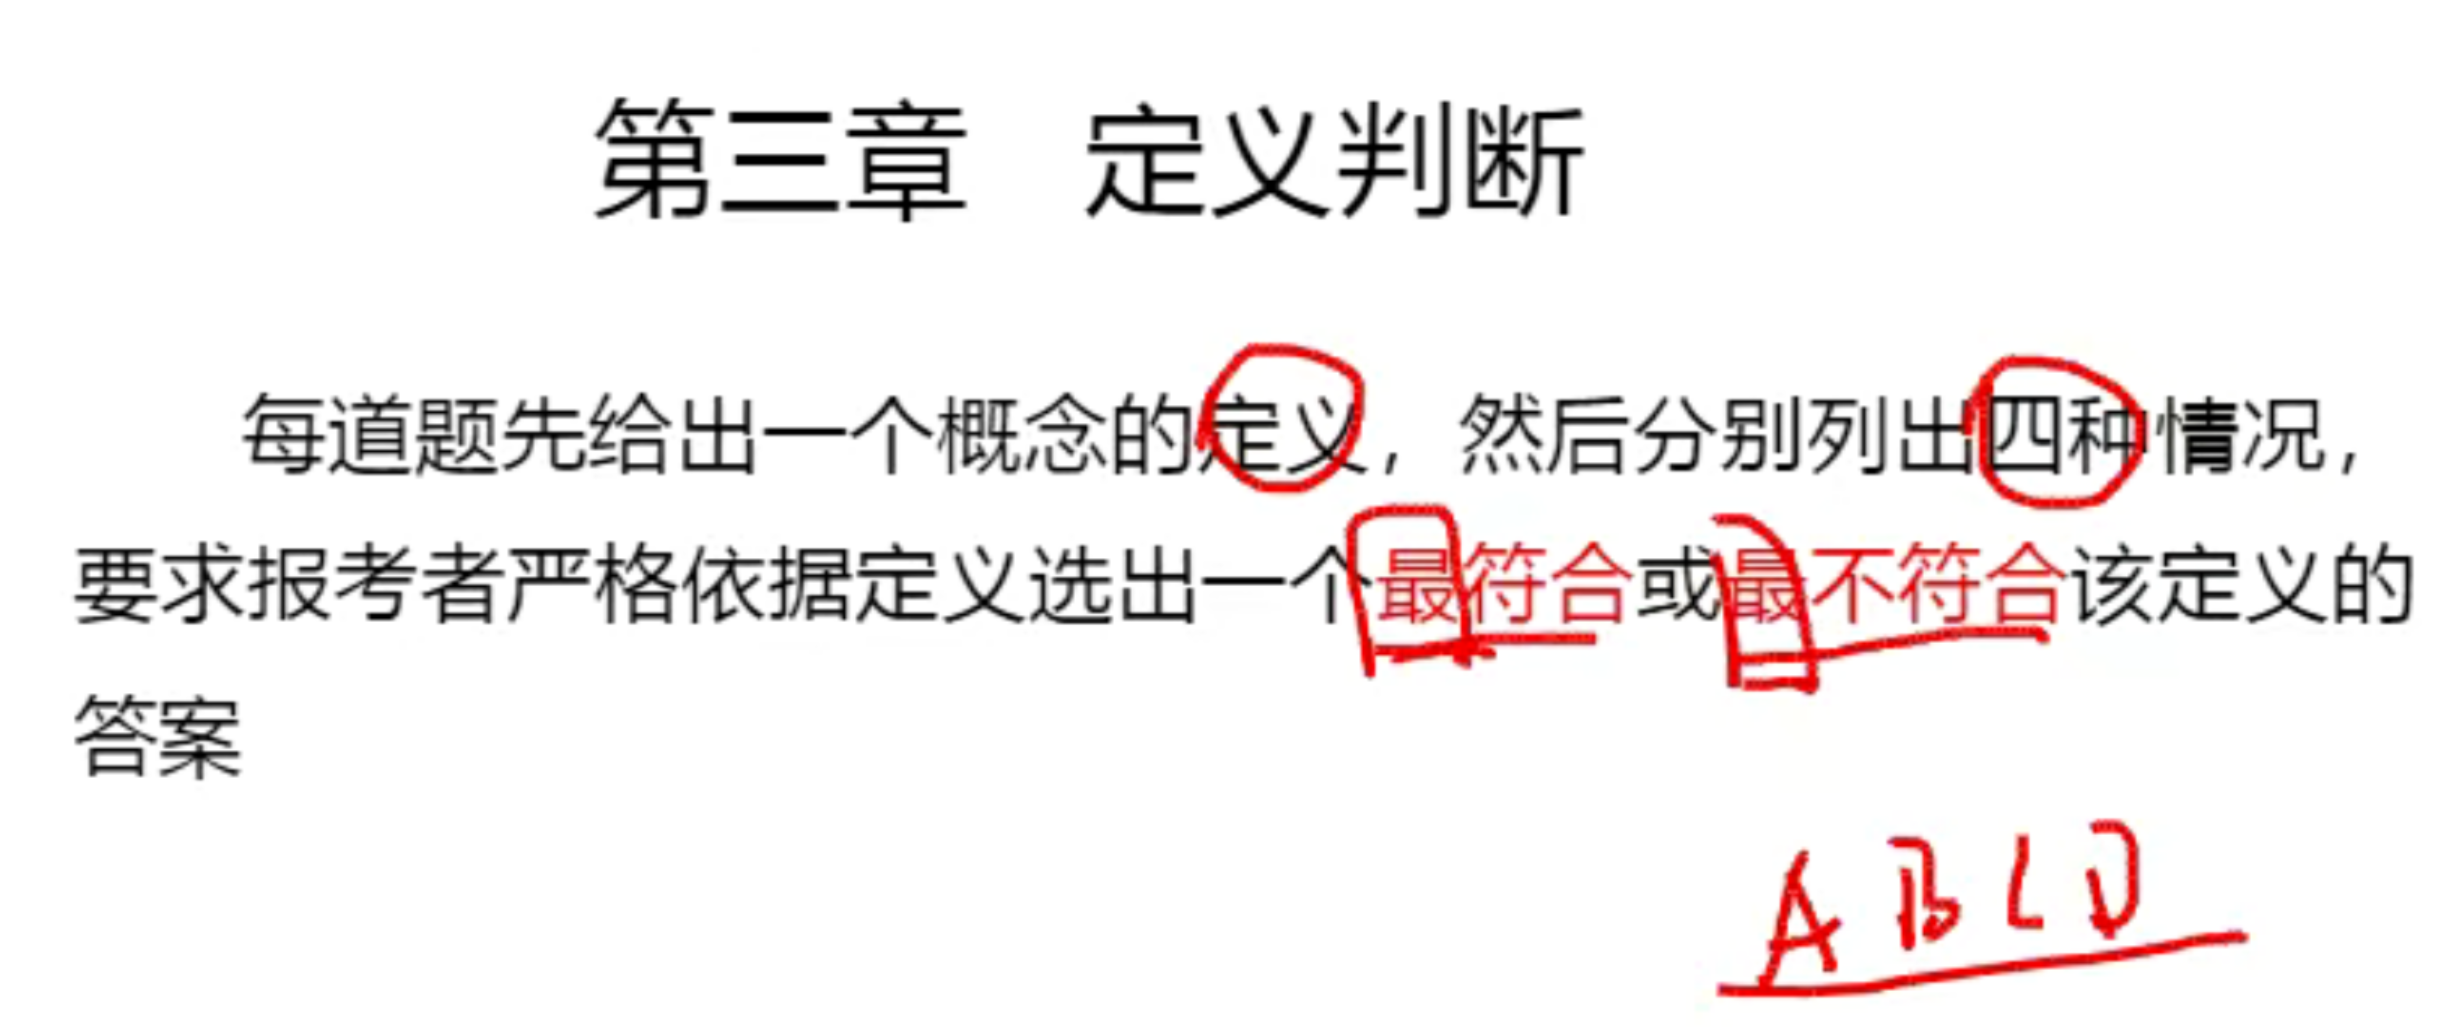 第三章 定义判断
每道题先给出一个概念的定义，然后分别列出四种情况，
要求报考者严格依据定义选出一个最符合或最不符合该定义的
答案
A B C D